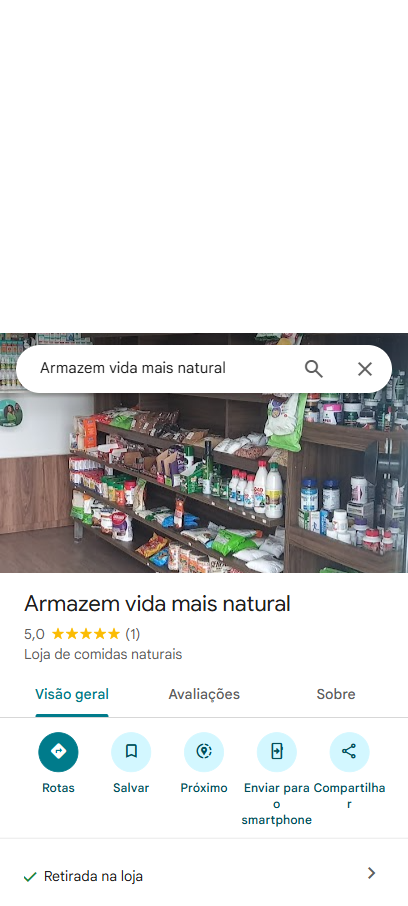 Armazem vida mais natural
Armazem vida mais natural
5,0 (1)
Loja de comidas naturais
Visão geral Avaliações Sobre
Rotas Salvar Próximo Enviar para o smartphone Compartilhar
Retirada na loja